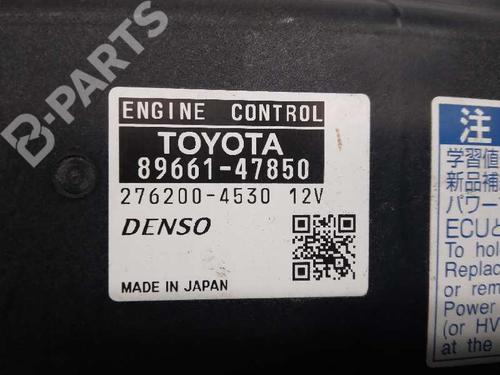 B-PARTS
ENGINE CONTROL
TOYOTA
89661-47850
276200-4530 12V
DENSO
MADE IN JAPAN
注
学習値
新品補
パワー
ECUと
To hol
Replac
or rem
Power
(or HV
at the